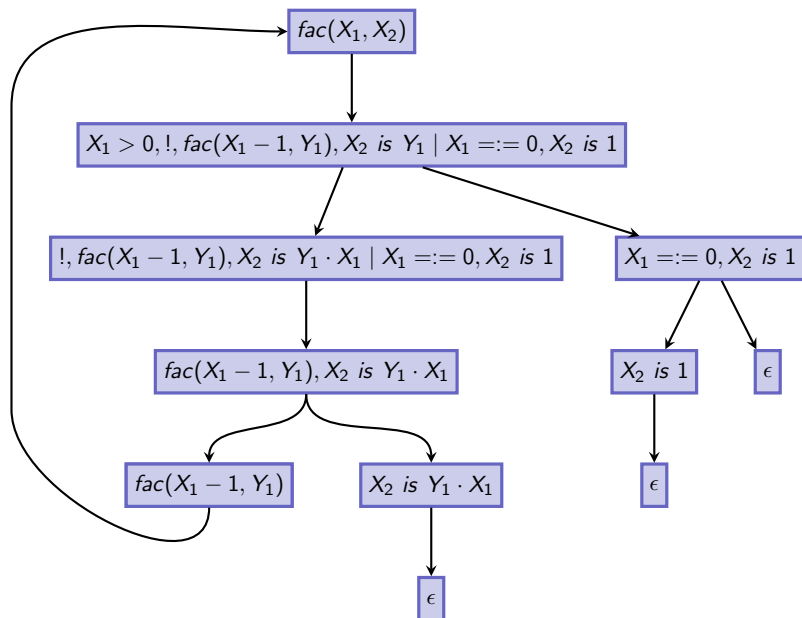 fac(X₁, X₂)
X₁ > 0, !, fac(X₁ − 1, Y₁), X₂ is Y₁ | X₁ =:= 0, X₂ is 1
!, fac(X₁ − 1, Y₁), X₂ is Y₁ · X₁ | X₁ =:= 0, X₂ is 1
X₁ =:= 0, X₂ is 1
fac(X₁ − 1, Y₁), X₂ is Y₁ · X₁
X₂ is 1
ϵ
fac(X₁ − 1, Y₁)
X₂ is Y₁ · X₁
ϵ
ϵ